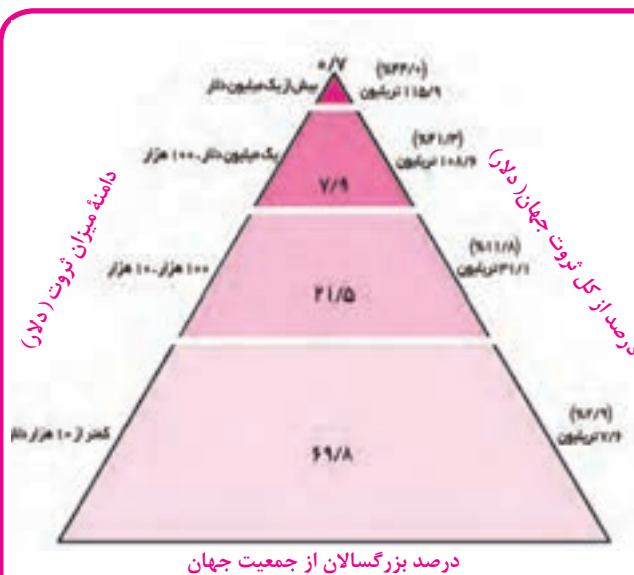 ۰/۷
بیش از یک میلیون دلار
(%۴۴/۰)
۱۱۵/۹ تریلیون
یک میلیون دلار - ۱۰۰ هزار
۷/۹
(%۴۱/۳)
۱۰۸/۶ تریلیون
۱۰۰ هزار - ۱۰ هزار
۲۱/۵
(%۱۱/۸)
۳۱/۱ تریلیون
کمتر از ۱۰ هزار دلار
۶۹/۸
(%۲/۹)
۷/۶ تریلیون
دامنهٔ میزان ثروت (دلار)
درصد از کل ثروت جهان (دلار)
درصد بزرگسالان از جمعیت جهان